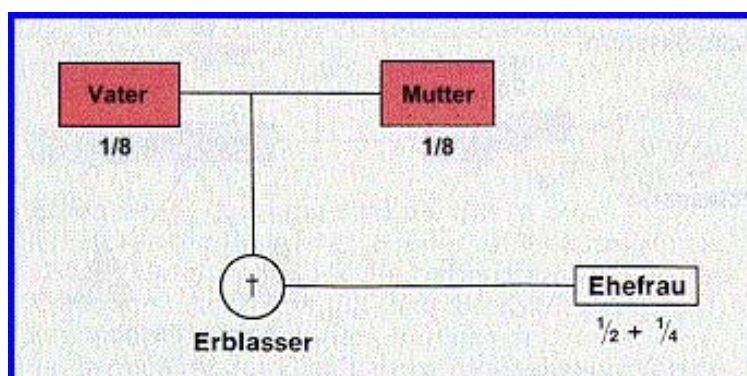 Vater
Mutter
1/8
1/8
†
Ehefrau
Erblasser
½ + ¼